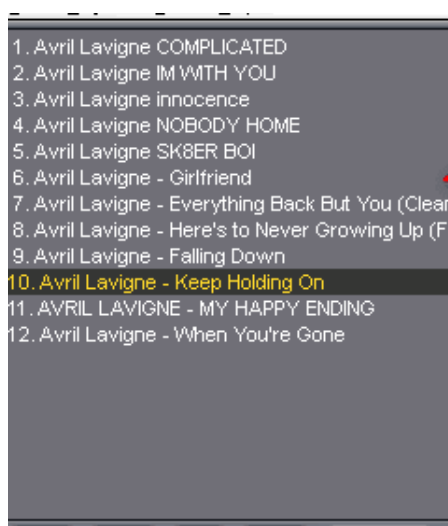 1. Avril Lavigne COMPLICATED
2. Avril Lavigne IM WITH YOU
3. Avril Lavigne innocence
4. Avril Lavigne NOBODY HOME
5. Avril Lavigne SK8ER BOI
6. Avril Lavigne - Girlfriend
7. Avril Lavigne - Everything Back But You (Clear
8. Avril Lavigne - Here's to Never Growing Up (F
9. Avril Lavigne - Falling Down
10. Avril Lavigne - Keep Holding On
11. AVRIL LAVIGNE - MY HAPPY ENDING
12. Avril Lavigne - When You're Gone